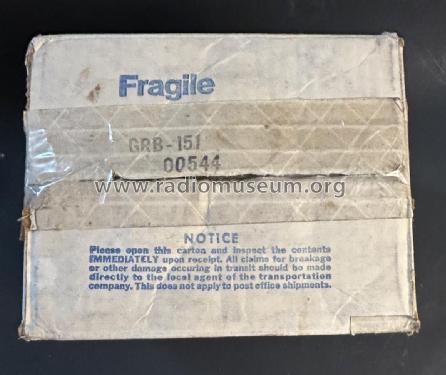 Fragile
GRB-151
00544
www.radiomuseum.org
NOTICE
Please open this carton and inspect the contents
IMMEDIATELY upon receipt. All claims for breakage
or other damage occuring in transit should be made
directly to the local agent of the transportation
company. This does not apply to post office shipments.